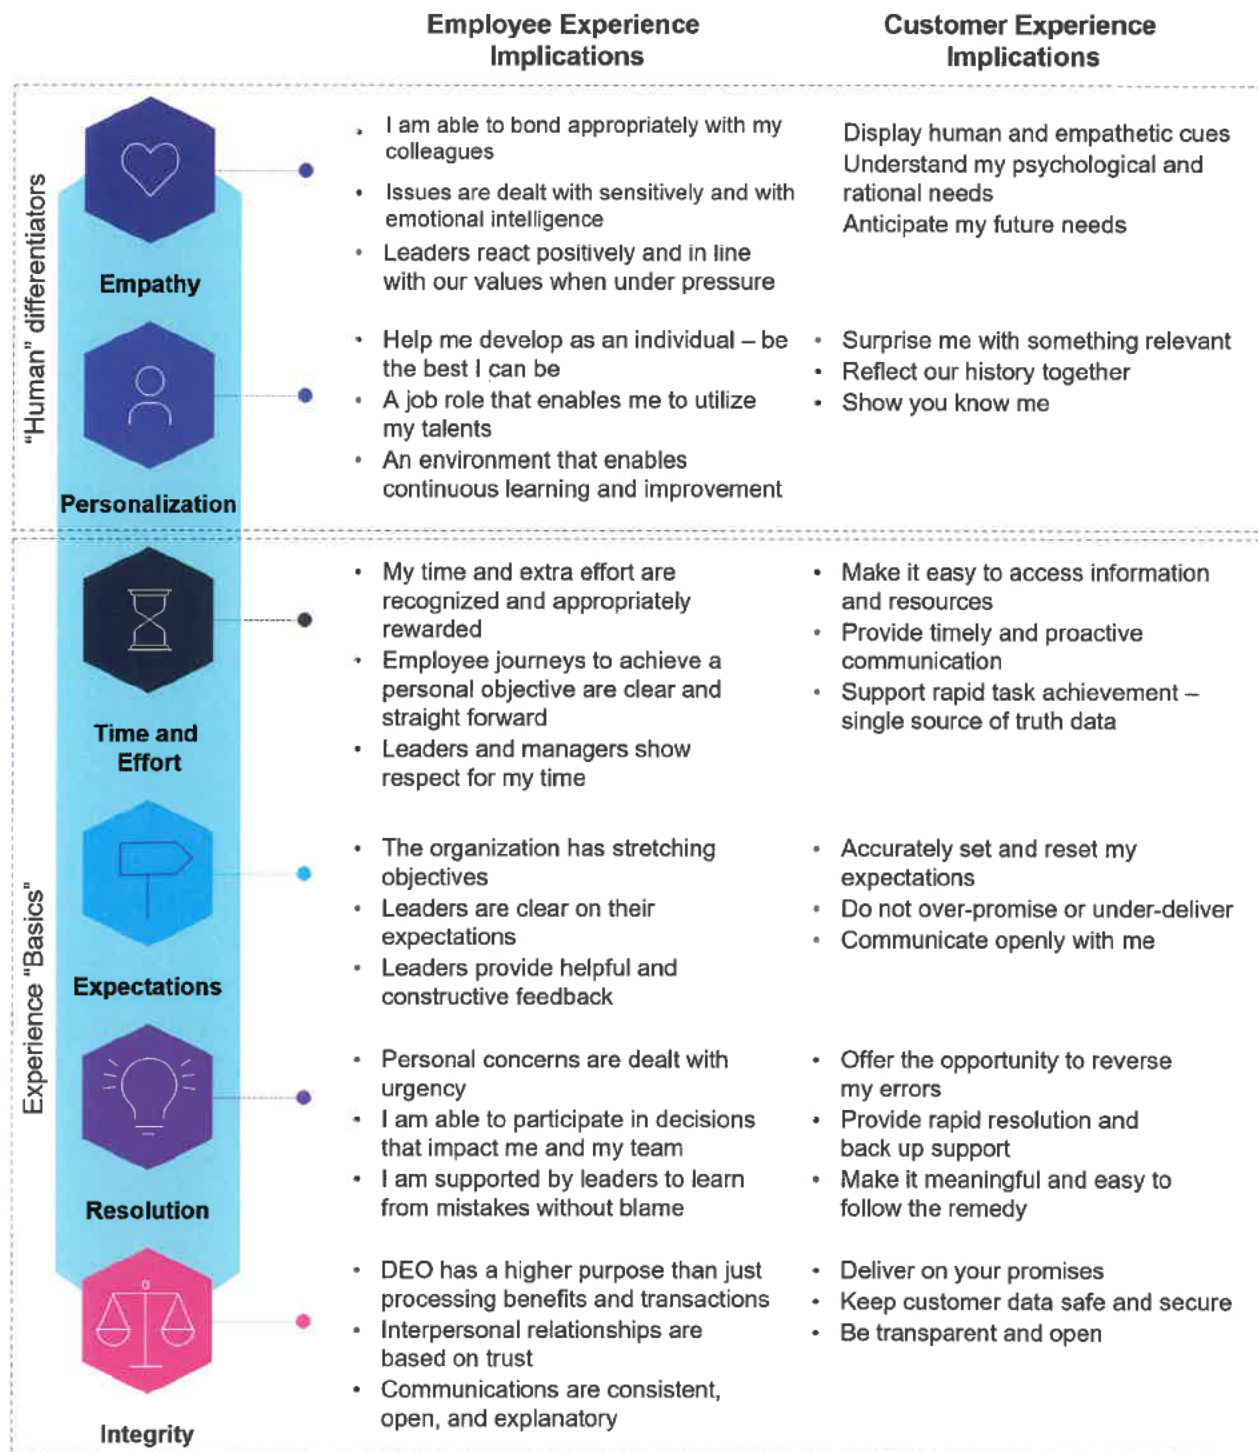 Employee Experience
Implications
Customer Experience
Implications
"Human" differentiators
Empathy
• I am able to bond appropriately with my
colleagues
• Issues are dealt with sensitively and with
emotional intelligence
• Leaders react positively and in line
with our values when under pressure
Display human and empathetic cues
Understand my psychological and
rational needs
Anticipate my future needs
Personalization
• Help me develop as an individual – be
the best I can be
• A job role that enables me to utilize
my talents
• An environment that enables
continuous learning and improvement
• Surprise me with something relevant
• Reflect our history together
• Show you know me
Experience "Basics"
Time and
Effort
• My time and extra effort are
recognized and appropriately
rewarded
• Employee journeys to achieve a
personal objective are clear and
straight forward
• Leaders and managers show
respect for my time
• Make it easy to access information
and resources
• Provide timely and proactive
communication
• Support rapid task achievement –
single source of truth data
Expectations
• The organization has stretching
objectives
• Leaders are clear on their
expectations
• Leaders provide helpful and
constructive feedback
• Accurately set and reset my
expectations
• Do not over-promise or under-deliver
• Communicate openly with me
Resolution
• Personal concerns are dealt with
urgency
• I am able to participate in decisions
that impact me and my team
• I am supported by leaders to learn
from mistakes without blame
• Offer the opportunity to reverse
my errors
• Provide rapid resolution and
back up support
• Make it meaningful and easy to
follow the remedy
Integrity
• DEO has a higher purpose than just
processing benefits and transactions
• Interpersonal relationships are
based on trust
• Communications are consistent,
open, and explanatory
• Deliver on your promises
• Keep customer data safe and secure
• Be transparent and open